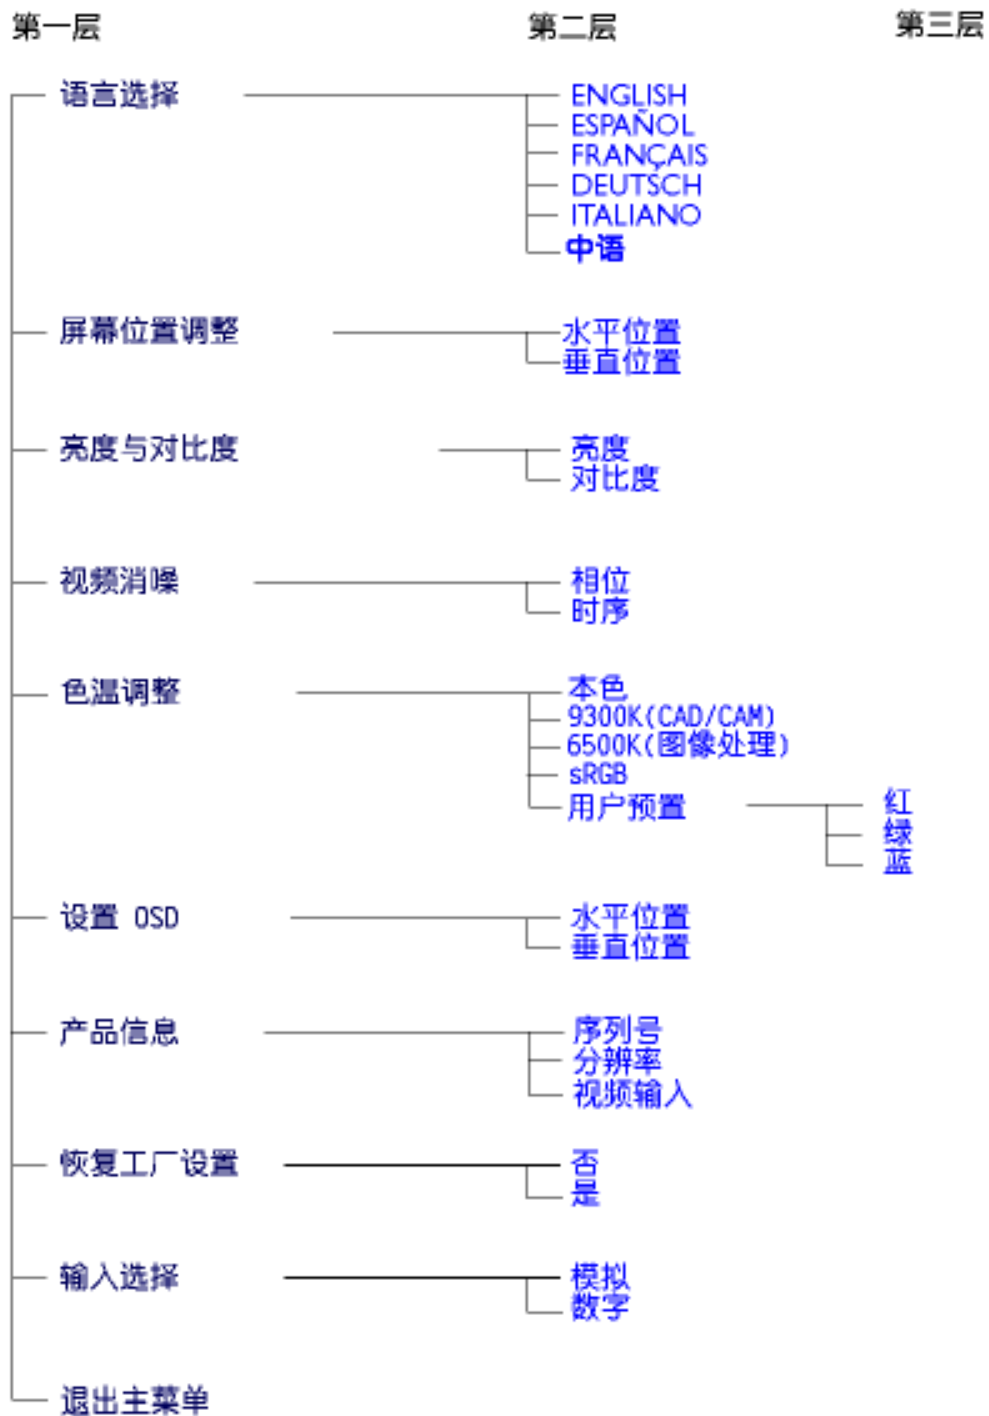 第一层 第二层 第三层
语言选择 ENGLISH
ESPAÑOL
FRANÇAIS
DEUTSCH
ITALIANO
中语
屏幕位置调整 水平位置
垂直位置
亮度与对比度 亮度
对比度
视频消噪 相位
时序
色温调整 本色
9300K(CAD/CAM)
6500K(图像处理)
sRGB
用户预置 红
绿
蓝
设置 OSD 水平位置
垂直位置
产品信息 序列号
分辨率
视频输入
恢复工厂设置 否
是
输入选择 模拟
数字
退出主菜单